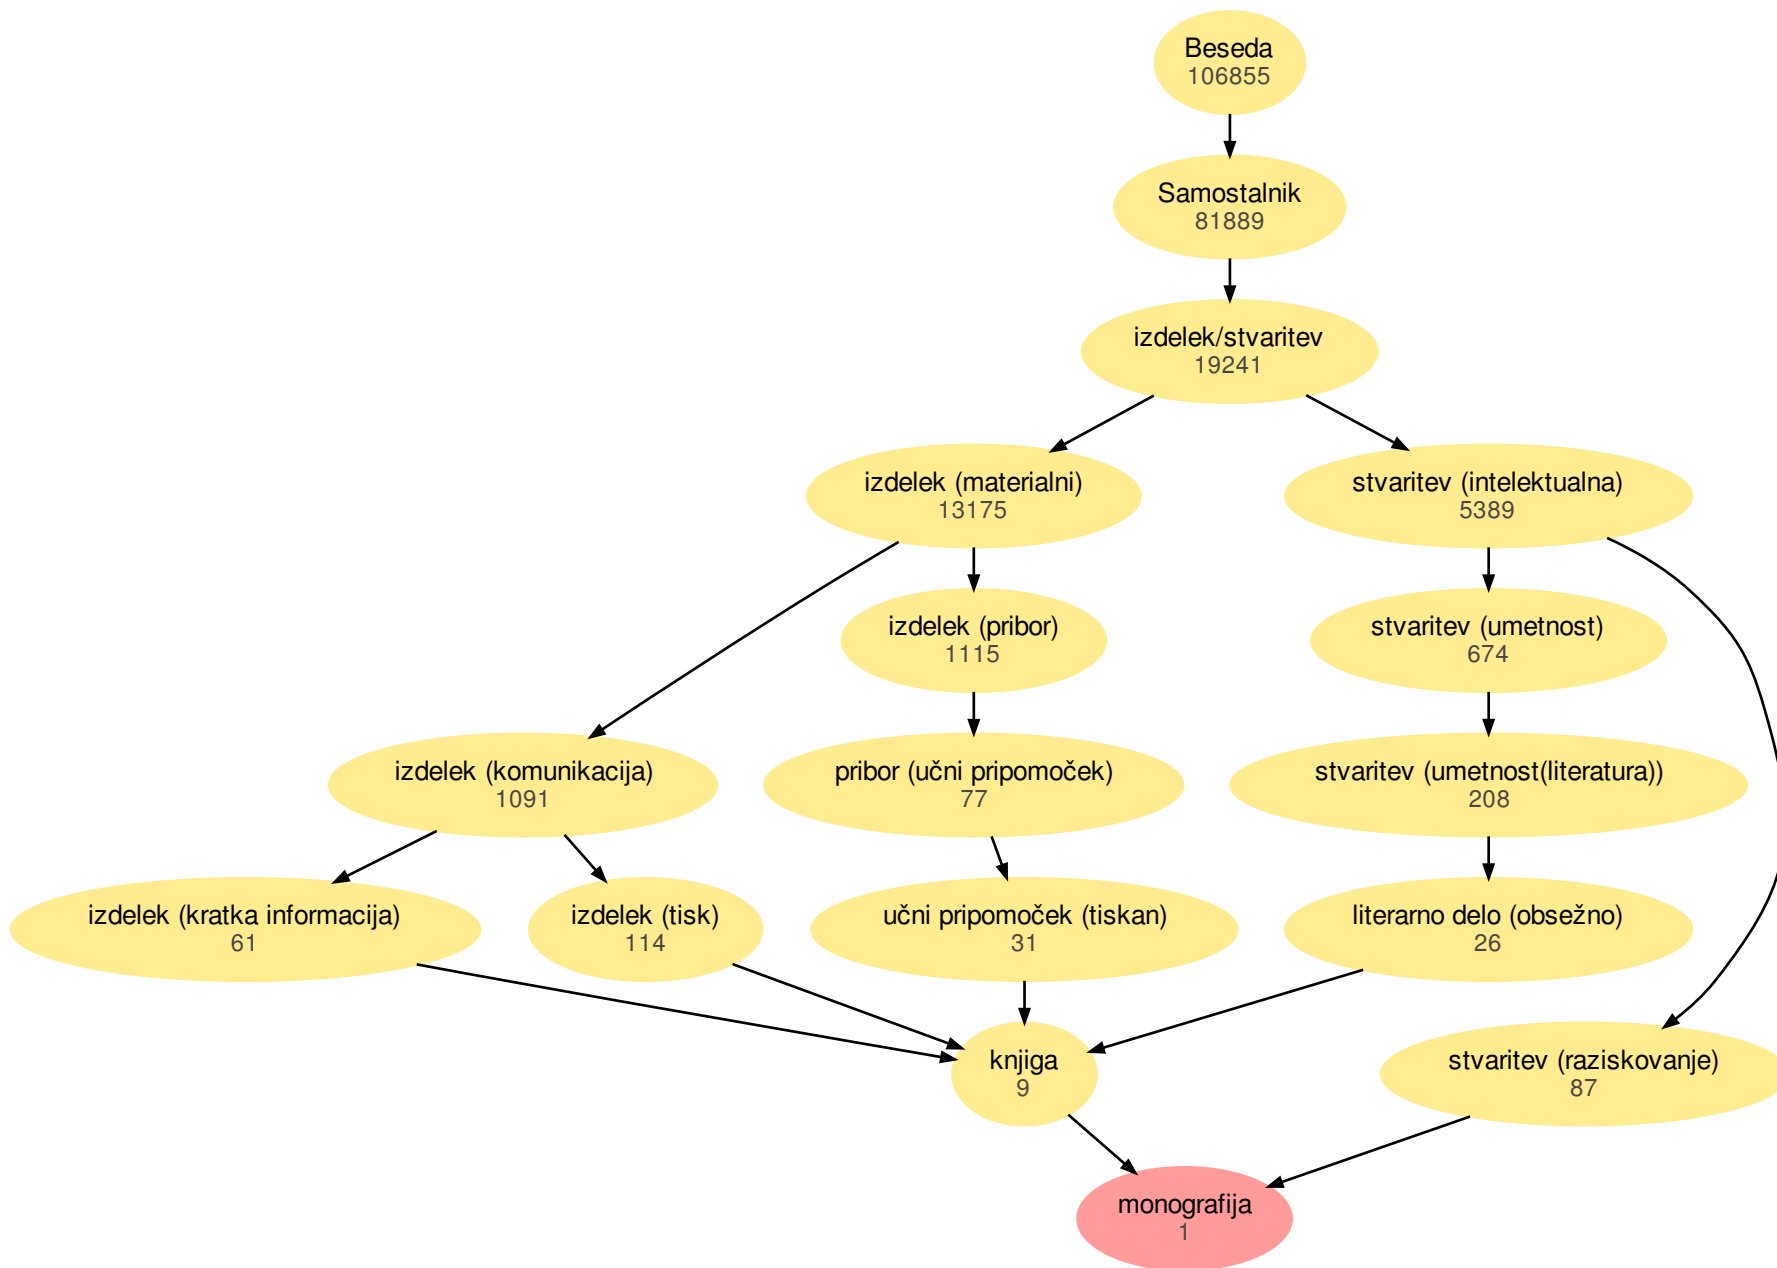 Beseda
106855
Samostalnik
81889
izdelek/stvaritev
19241
izdelek (materialni)
13175
stvaritev (intelektualna)
5389
izdelek (pribor)
1115
stvaritev (umetnost)
674
izdelek (komunikacija)
1091
pribor (učni pripomoček)
77
stvaritev (umetnost(literatura))
208
izdelek (kratka informacija)
61
izdelek (tisk)
114
učni pripomoček (tiskan)
31
literarno delo (obsežno)
26
knjiga
9
stvaritev (raziskovanje)
87
monografija
1